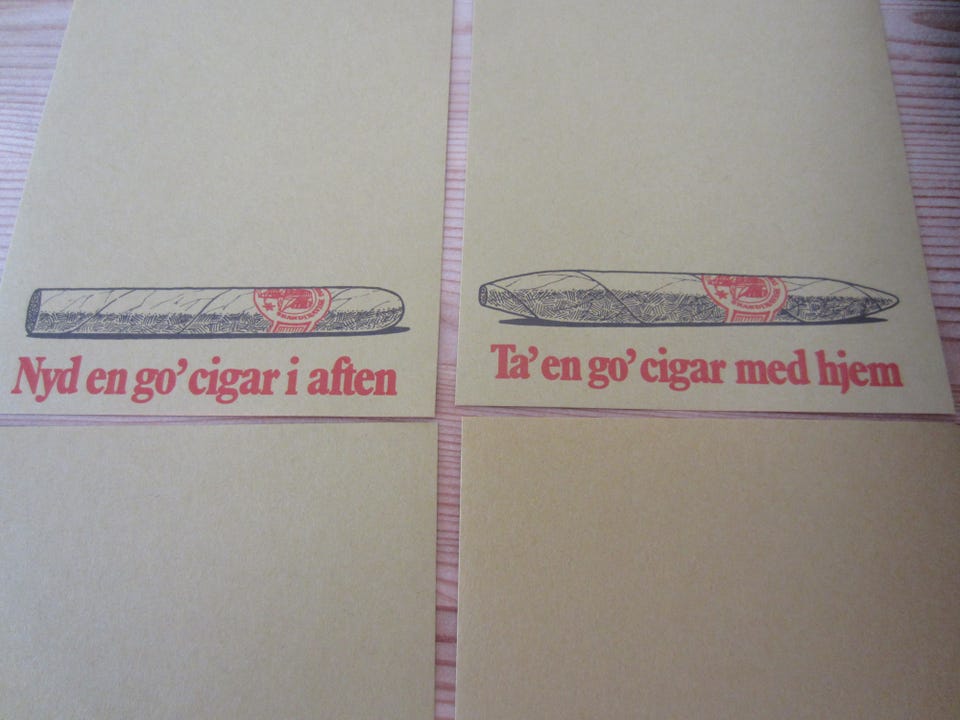 Nyd en go' cigar i aften
Ta' en go' cigar med hjem